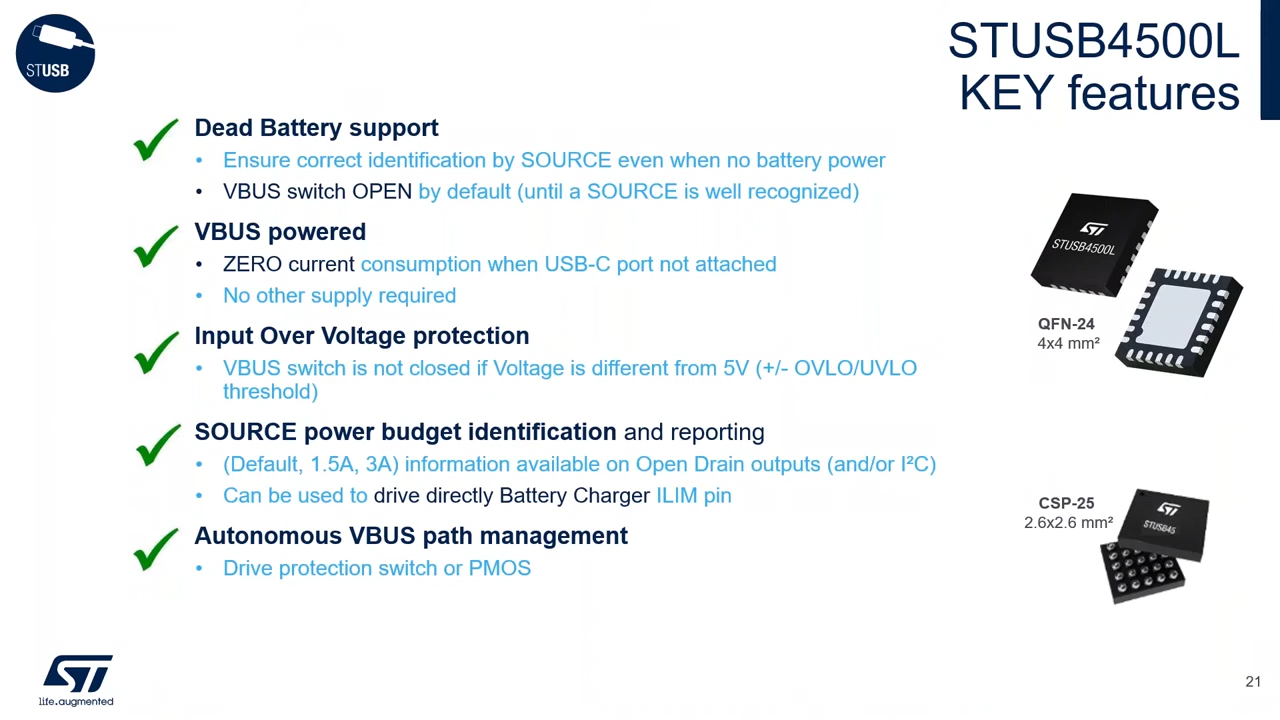 STUSB
STUSB4500L
KEY features
Dead Battery support
• Ensure correct identification by SOURCE even when no battery power
• VBUS switch OPEN by default (until a SOURCE is well recognized)
VBUS powered
• ZERO current consumption when USB-C port not attached
• No other supply required
Input Over Voltage protection
• VBUS switch is not closed if Voltage is different from 5V (+/- OVLO/UVLO
threshold)
SOURCE power budget identification and reporting
• (Default, 1.5A, 3A) information available on Open Drain outputs (and/or I²C)
• Can be used to drive directly Battery Charger ILIM pin
Autonomous VBUS path management
• Drive protection switch or PMOS
ST
STUSB4500L
QFN-24
4x4 mm²
CSP-25
2.6x2.6 mm²
ST
STUSB45
ST
life.augmented
21